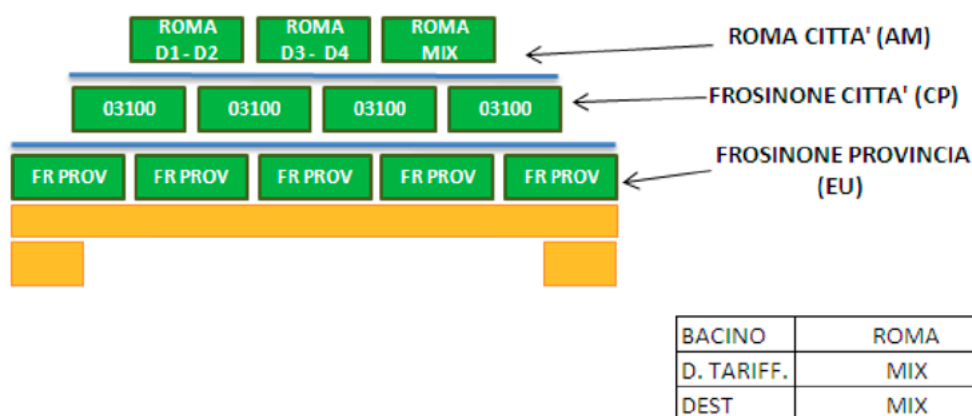 ROMA D1 - D2
ROMA D3 - D4
ROMA MIX
ROMA CITTA' (AM)
03100 03100 03100 03100
FROSINONE CITTA' (CP)
FR PROV FR PROV FR PROV FR PROV FR PROV
FROSINONE PROVINCIA
(EU)
BACINO ROMA
D. TARIFF. MIX
DEST MIX